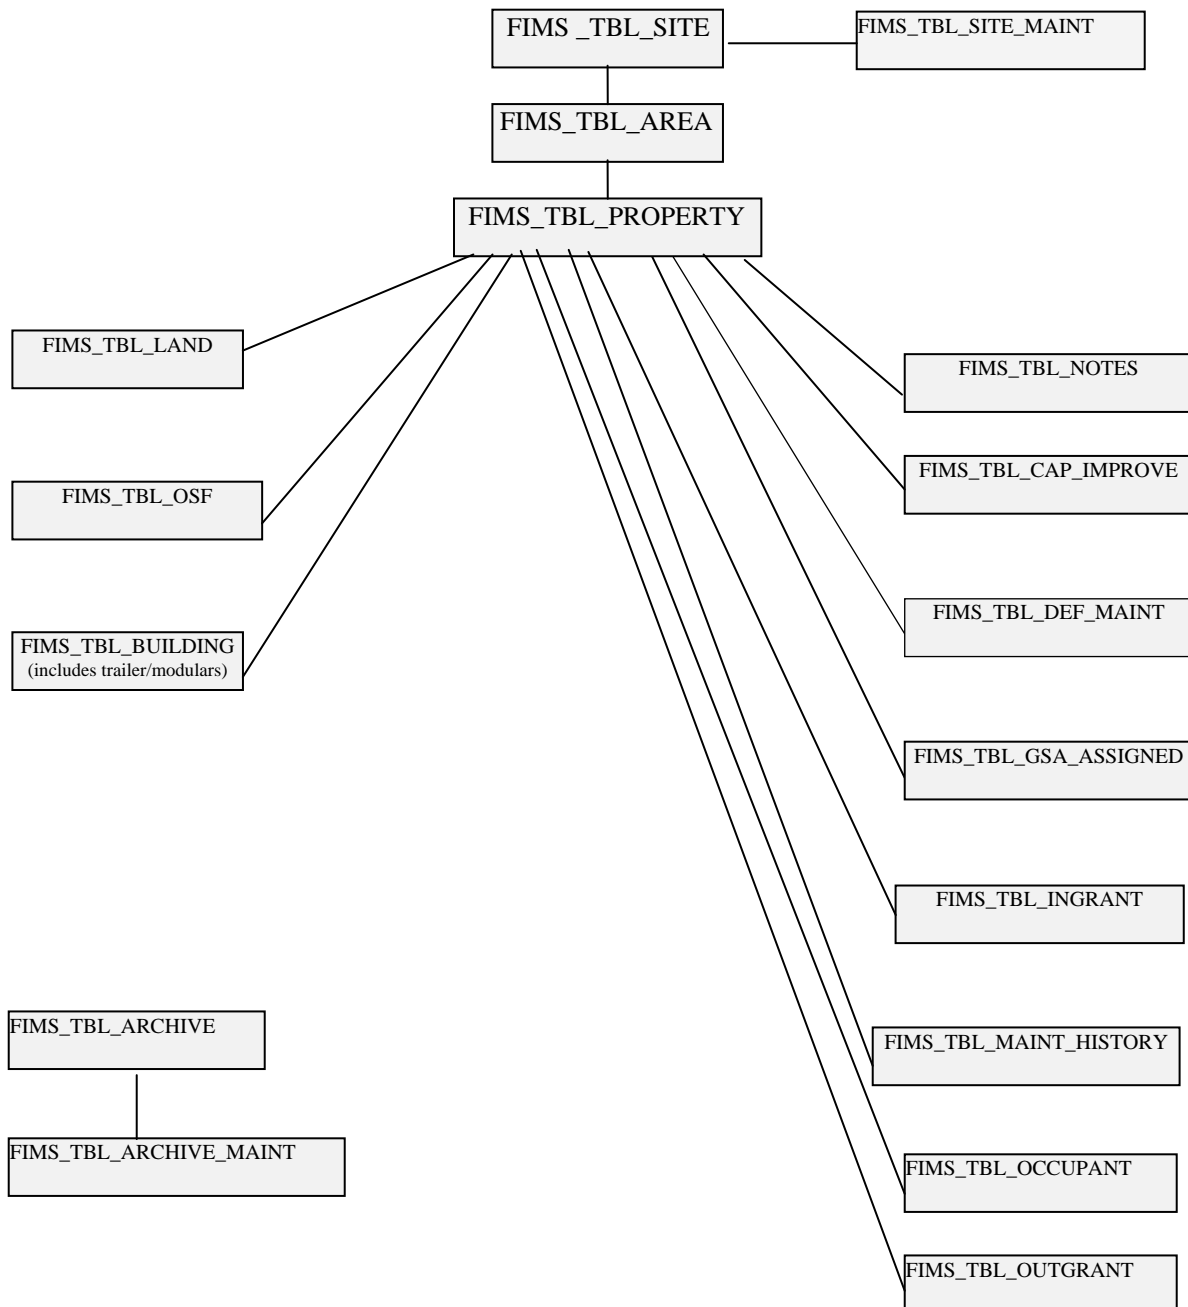 FIMS _TBL_SITE
FIMS_TBL_SITE_MAINT
FIMS_TBL_AREA
FIMS_TBL_PROPERTY
FIMS_TBL_LAND
FIMS_TBL_NOTES
FIMS_TBL_CAP_IMPROVE
FIMS_TBL_OSF
FIMS_TBL_DEF_MAINT
FIMS_TBL_BUILDING
(includes trailer/modulars)
FIMS_TBL_GSA_ASSIGNED
FIMS_TBL_INGRANT
FIMS_TBL_ARCHIVE
FIMS_TBL_MAINT_HISTORY
FIMS_TBL_ARCHIVE_MAINT
FIMS_TBL_OCCUPANT
FIMS_TBL_OUTGRANT